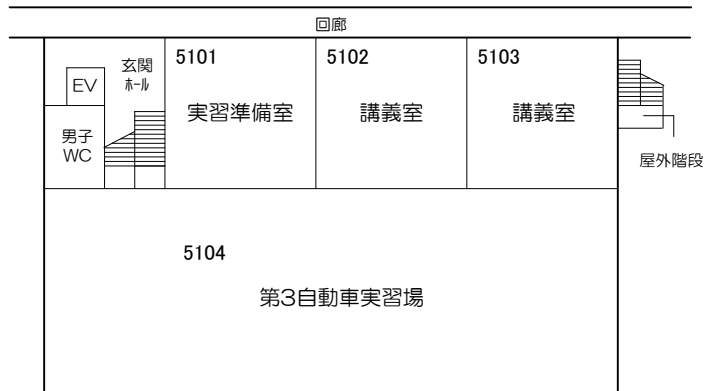 回廊
玄関
ホール
EV
男子
WC
5101
実習準備室
5102
講義室
5103
講義室
屋外階段
5104
第3自動車実習場